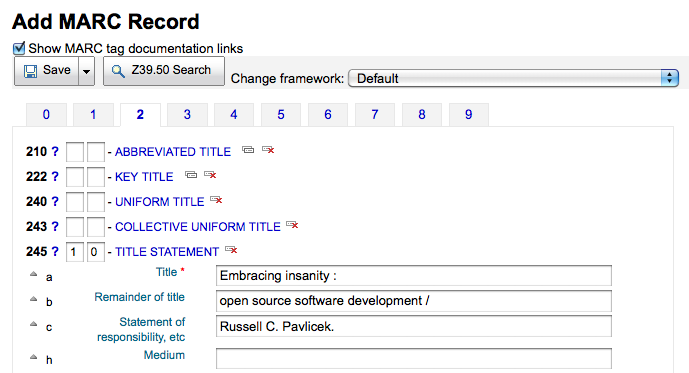 Add MARC Record
Show MARC tag documentation links
Save Z39.50 Search Change framework: Default
0 1 2 3 4 5 6 7 8 9
210 ? - ABBREVIATED TITLE
222 ? - KEY TITLE
240 ? - UNIFORM TITLE
243 ? - COLLECTIVE UNIFORM TITLE
245 ? 1 0 - TITLE STATEMENT
a Title * Embracing insanity :
b Remainder of title open source software development /
c Statement of responsibility, etc Russell C. Pavlicek.
h Medium